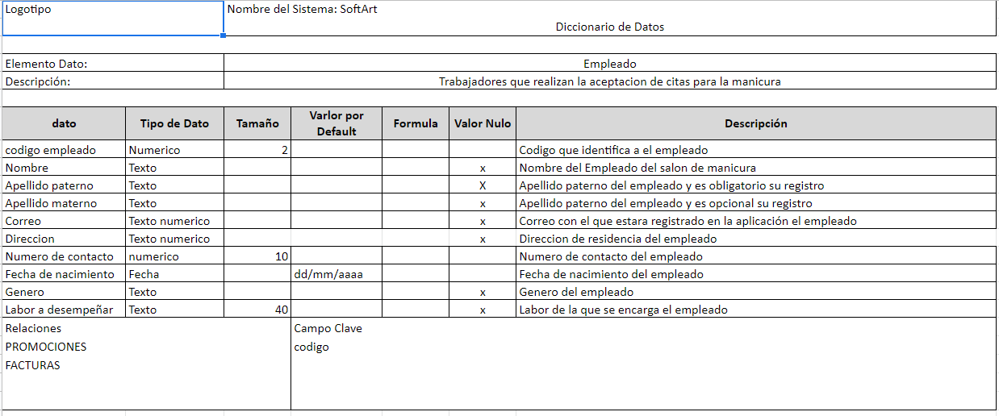 Logotipo
Nombre del Sistema: SoftArt
Diccionario de Datos
Elemento Dato: Empleado
Descripción: Trabajadores que realizan la aceptacion de citas para la manicura
dato Tipo de Dato Tamaño Varlor por Default Formula Valor Nulo Descripción
codigo empleado Numerico 2 Codigo que identifica a el empleado
Nombre Texto x Nombre del Empleado del salon de manicura
Apellido paterno Texto X Apellido paterno del empleado y es obligatorio su registro
Apellido materno Texto x Apellido paterno del empleado y es opcional su registro
Correo Texto numerico x Correo con el que estara registrado en la aplicación el empleado
Direccion Texto numerico x Direccion de residencia del empleado
Numero de contacto numerico 10 Numero de contacto del empleado
Fecha de nacimiento Fecha dd/mm/aaaa Fecha de nacimiento del empleado
Genero Texto x Genero del empleado
Labor a desempeñar Texto 40 x Labor de la que se encarga el empleado
Relaciones Campo Clave
PROMOCIONES codigo
FACTURAS